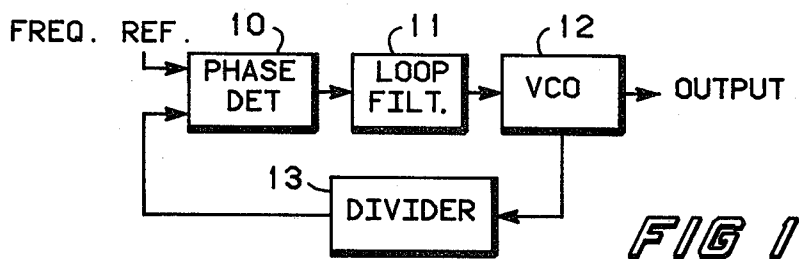 FREQ. REF.
10
11
12
PHASE
DET
LOOP
FILT.
VCO
OUTPUT
13
DIVIDER
FIG 1